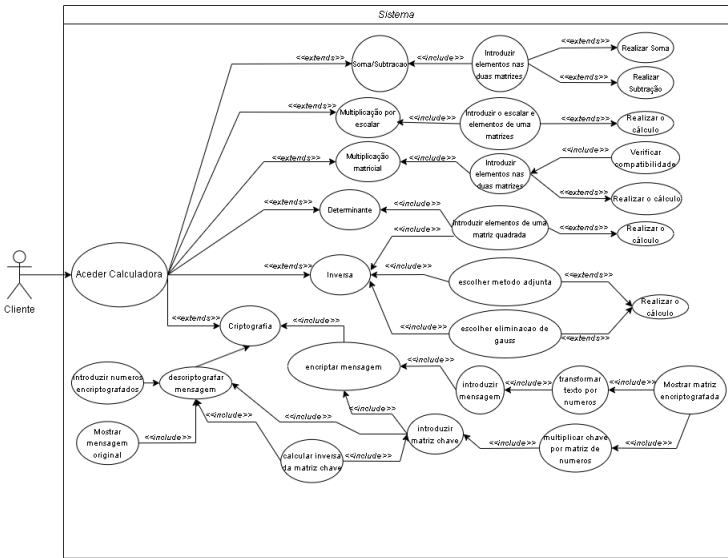 Sistema
<<extends>>
Soma/Subtracao
<<include>>
Introduzir
elementos nas
duas matrizes
<<extends>>
Realizar Soma
<<extends>>
Realizar
Subtração
<<extends>>
Multiplicação por
escalar
<<include>>
Introduzir o escalar e
elementos de uma
matrizes
<<extends>>
Realizar o
cálculo
<<extends>>
Multiplicação
matricial
<<include>>
Introduzir
elementos nas
duas matrizes
<<include>>
Verificar
compatibilidade
<<extends>>
Realizar o cálculo
<<extends>>
Determinante
<<include>>
Introduzir elementos de uma
matriz quadrada
<<extends>>
Realizar o
cálculo
<<include>>
Cliente
Aceder Calculadora
<<extends>>
Inversa
<<include>>
escolher metodo adjunta
<<extends>>
Realizar o
cálculo
<<include>>
escolher eliminacao de
gauss
<<extends>>
<<extends>>
Criptografia
<<include>>
encriptar mensagem
<<include>>
introduzir
mensagem
<<include>>
transformar
texto por
numeros
<<include>>
Mostrar matriz
encriptografada
introduzir numeros
encriptografados
descriptografar
mensagem
<<include>>
<<include>>
introduzir
matriz chave
<<include>>
multiplicar chave
por matriz de
numeros
<<include>>
Mostrar
mensagem
original
<<include>>
<<include>>
calcular inversa
da matriz chave
<<include>>